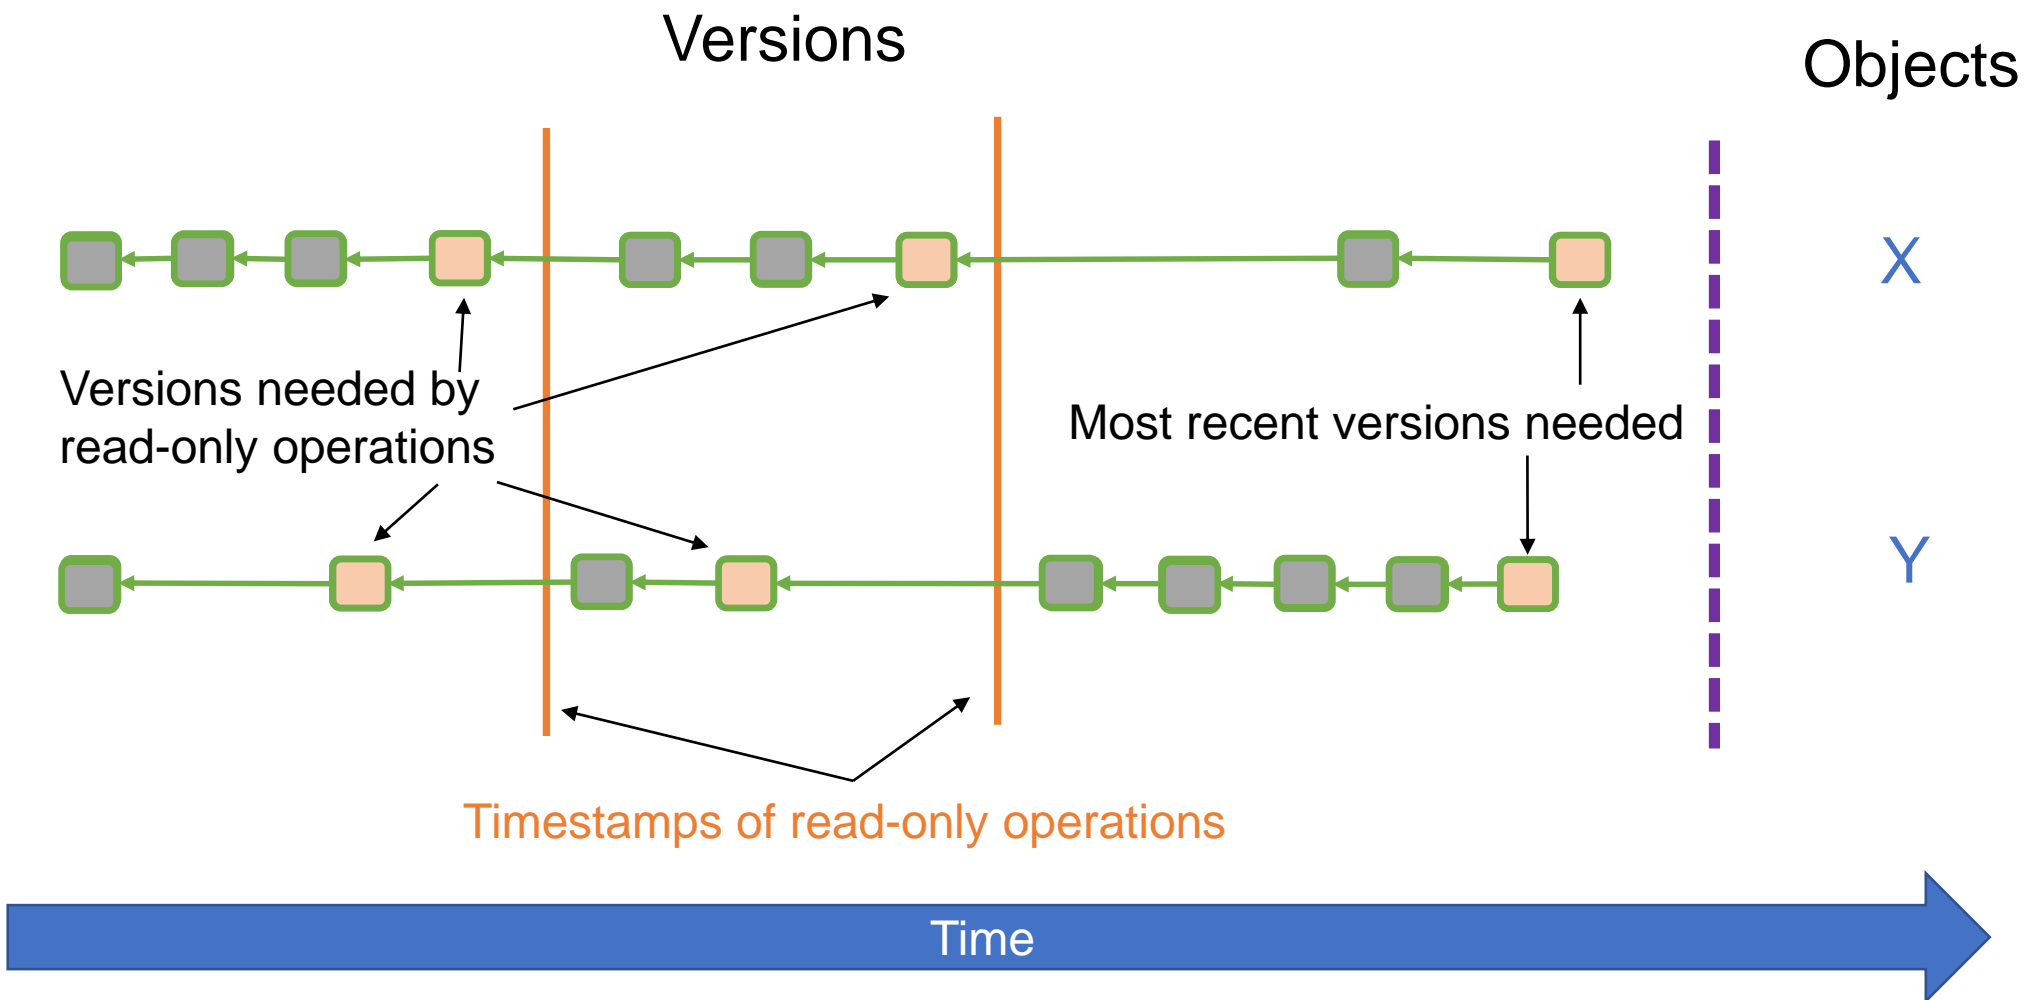 Versions
Objects
X
Versions needed by
read-only operations
Most recent versions needed
Y
Timestamps of read-only operations
Time